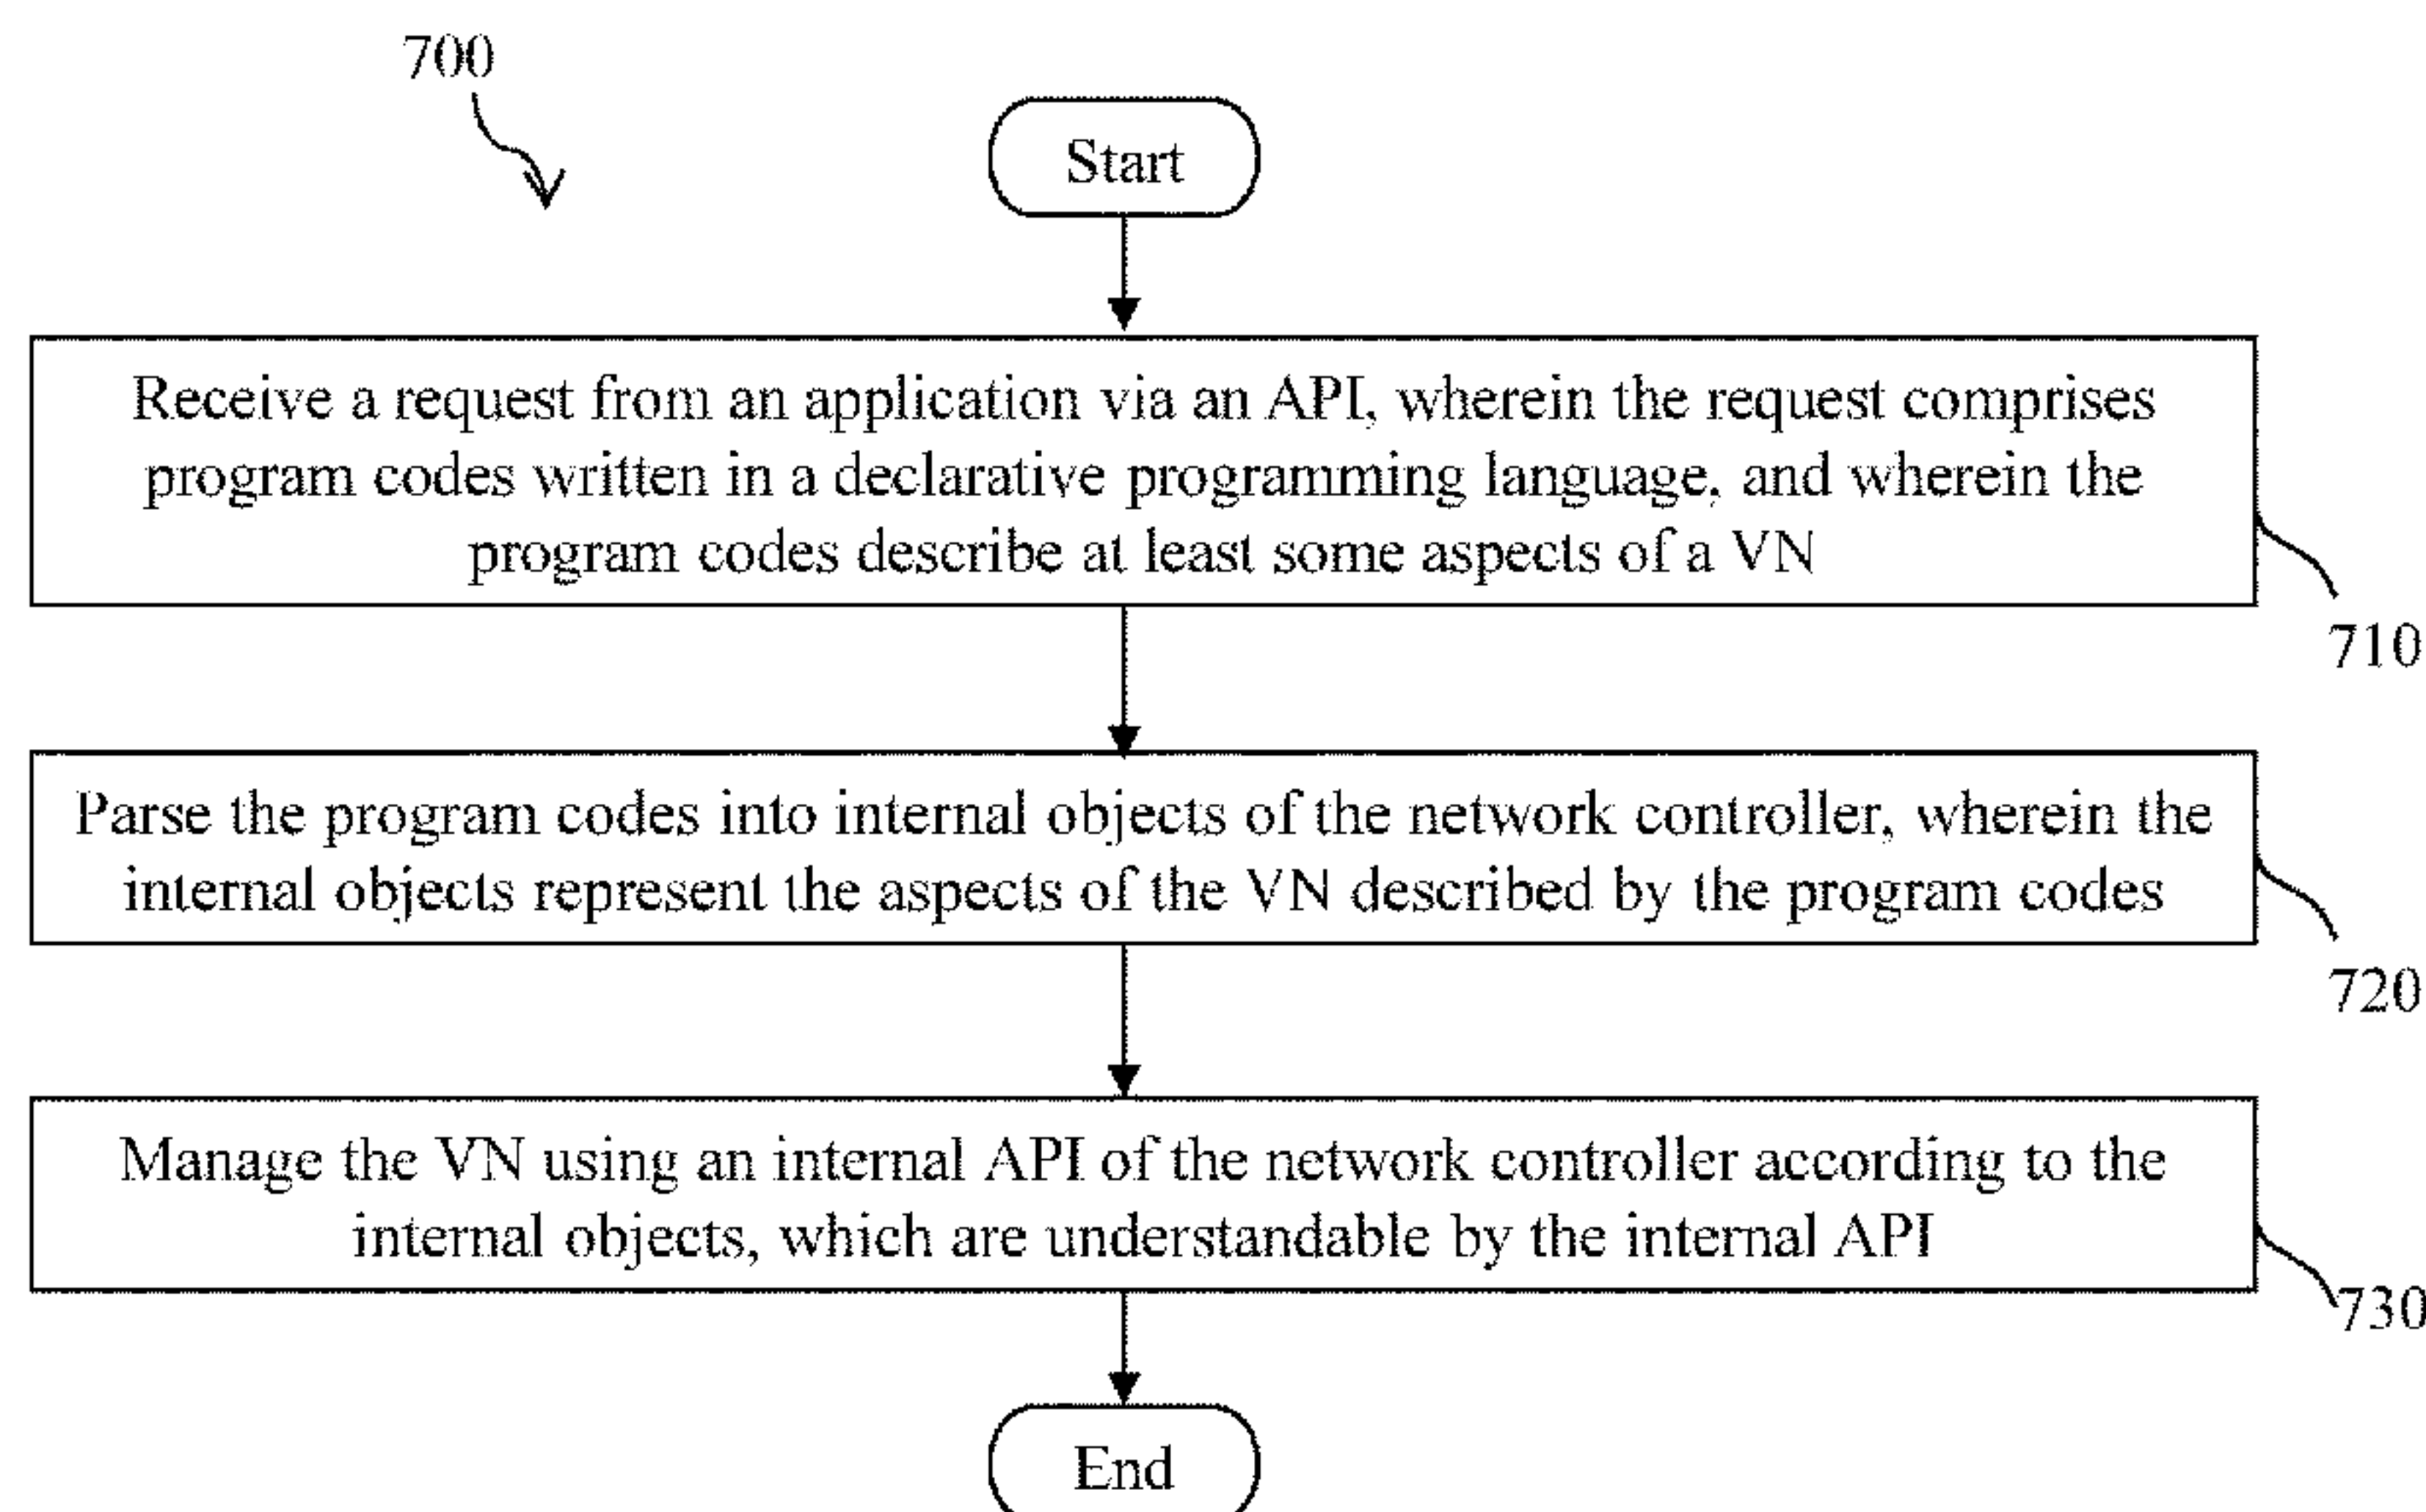 700
Start
Receive a request from an application via an API, wherein the request comprises
program codes written in a declarative programming language, and wherein the
program codes describe at least some aspects of a VN
710
Parse the program codes into internal objects of the network controller, wherein the
internal objects represent the aspects of the VN described by the program codes
720
Manage the VN using an internal API of the network controller according to the
internal objects, which are understandable by the internal API
730
End